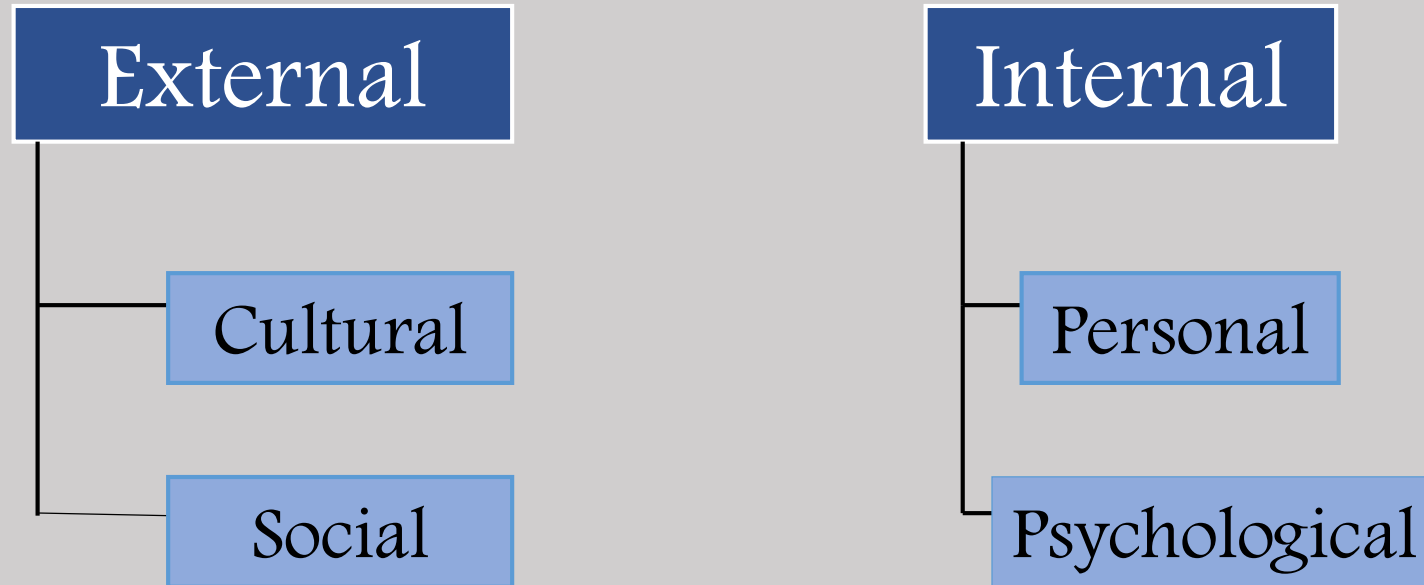 External
Cultural
Social
Internal
Personal
Psychological